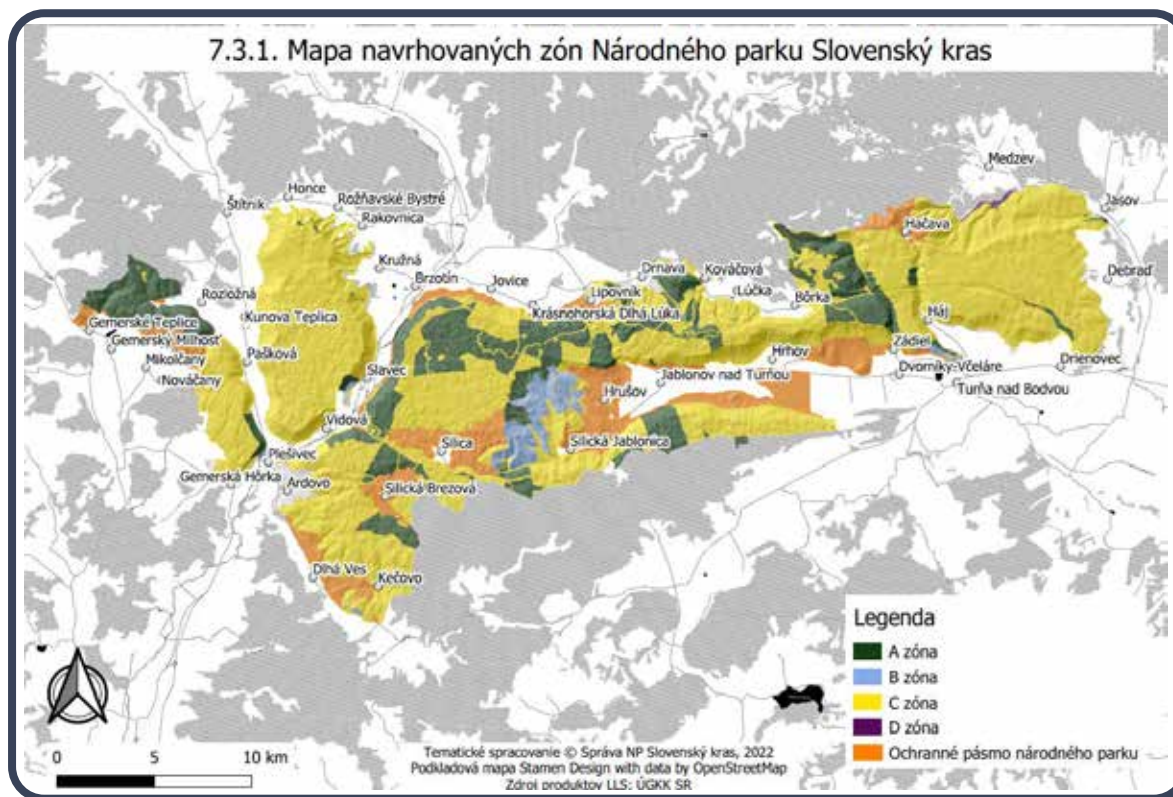 7.3.1. Mapa navrhovaných zón Národného parku Slovenský kras
Medzev
Honce
Rožňavské Bystré
Štítnik
Rakovnica
Jasov
Hačava
Kružná
Brzotín
Jovice
Drnava
Kováčová
Debraď
Rozložná
Lipovník
Lúčka
Bôrka
Kunova Teplica
Krásnohorská Dlhá Lúka
Háj
Gemerské Teplice
Gemerský Milhosť
Mikolčany
Pašková
Nováčany
Slavec
Hrhov
Zádiel
Drienovec
Dvorníky-Včeláre
Jablonov nad Turňou
Hrušov
Turňa nad Bodvou
Vidová
Silica
Silická Jablonica
Plešivec
Gemerská Hôrka
Ardovo
Silická Brezová
Dlhá Ves
Kečovo
Legenda
A zóna
B zóna
C zóna
D zóna
Ochranné pásmo národného parku
0 5 10 km
Tematické spracovanie © Správa NP Slovenský kras, 2022
Podkladová mapa Stamen Design with data by OpenStreetMap
Zdroj produktov LLS: ÚGKK SR